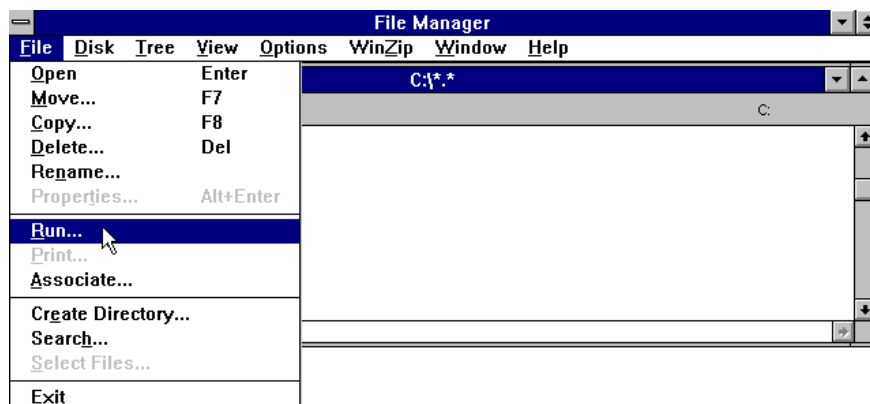 File Manager
File Disk Tree View Options WinZip Window Help
Open Enter
C:\*.*
Move... F7
C:
Copy... F8
Delete... Del
Rename...
Properties... Alt+Enter
Run...
Print...
Associate...
Create Directory...
Search...
Select Files...
Exit